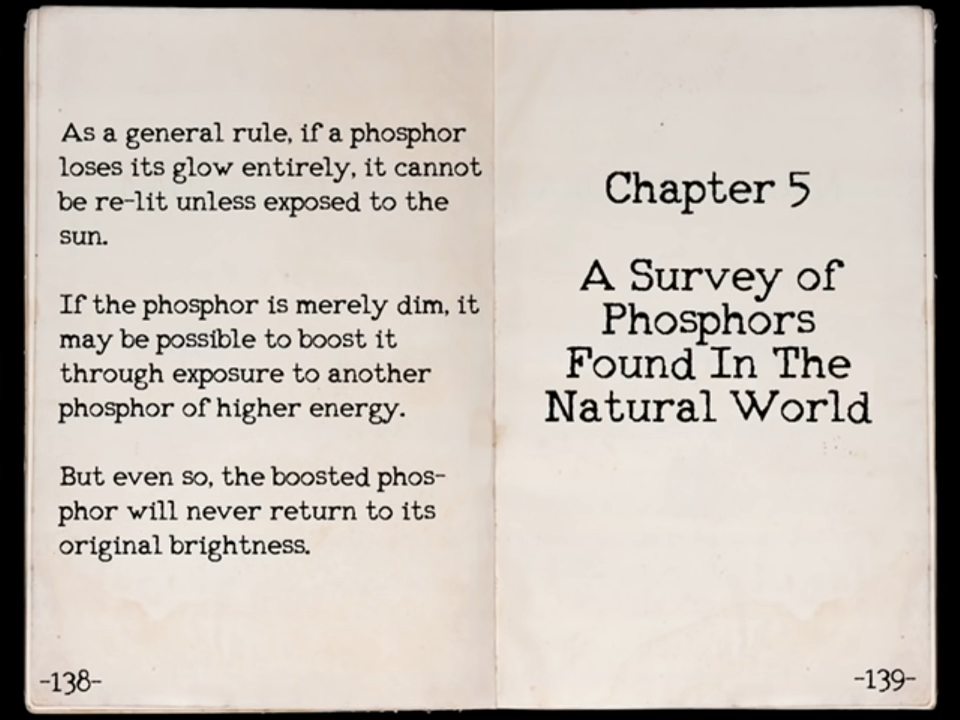 As a general rule, if a phosphor
loses its glow entirely, it cannot
be re-lit unless exposed to the
sun.
If the phosphor is merely dim, it
may be possible to boost it
through exposure to another
phosphor of higher energy.
But even so, the boosted phos-
phor will never return to its
original brightness.
-138-
Chapter 5
A Survey of
Phosphors
Found In The
Natural World
-139-